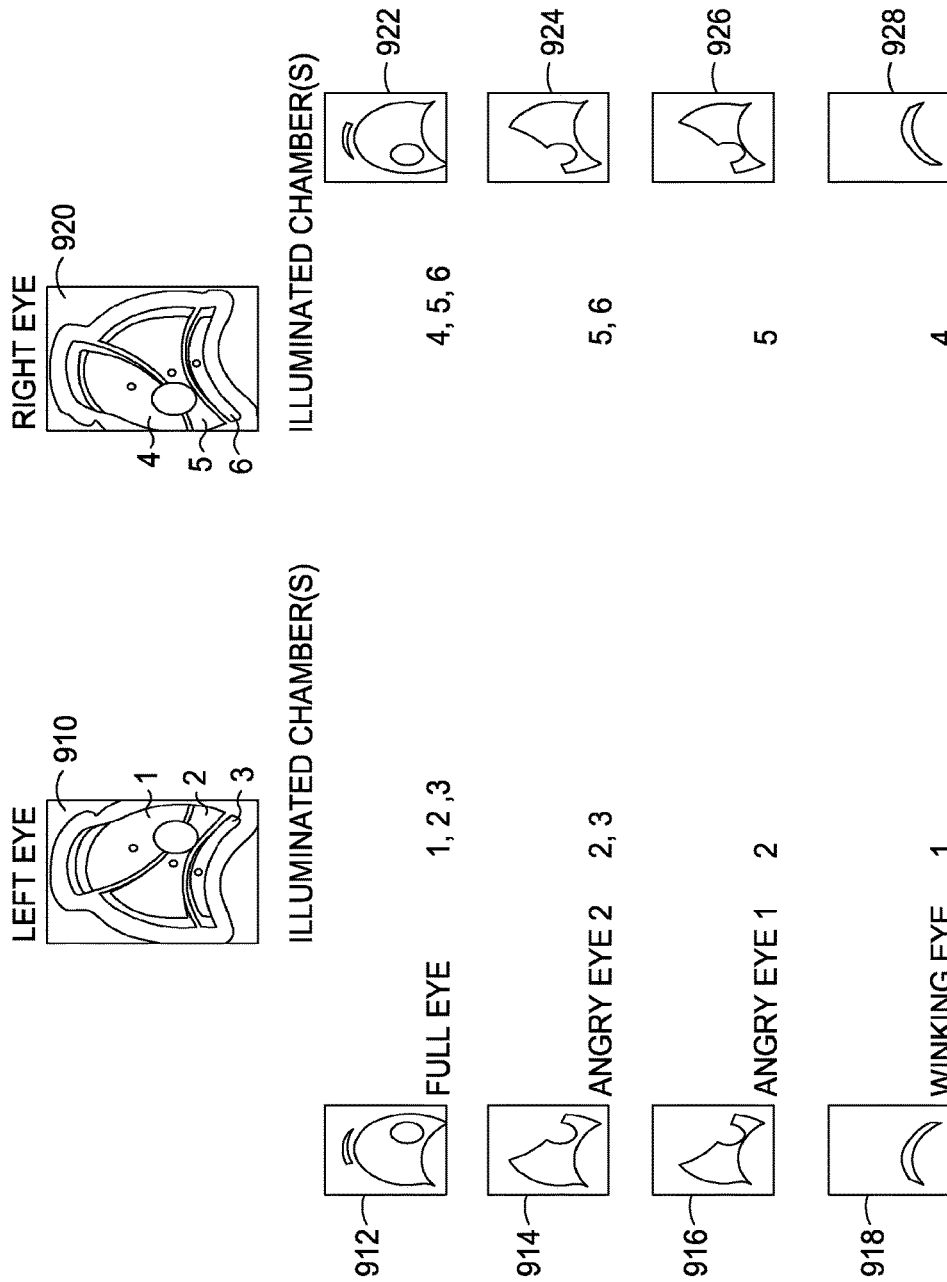 LEFT EYE RIGHT EYE
910 920
1 4
2 5
3 6
ILLUMINATED CHAMBER(S) ILLUMINATED CHAMBER(S)
912 922
FULL EYE 1, 2 ,3 4, 5, 6
914 924
ANGRY EYE 2 2, 3 5, 6
916 926
ANGRY EYE 1 2 5
918 928
WINKING EYE 1 4